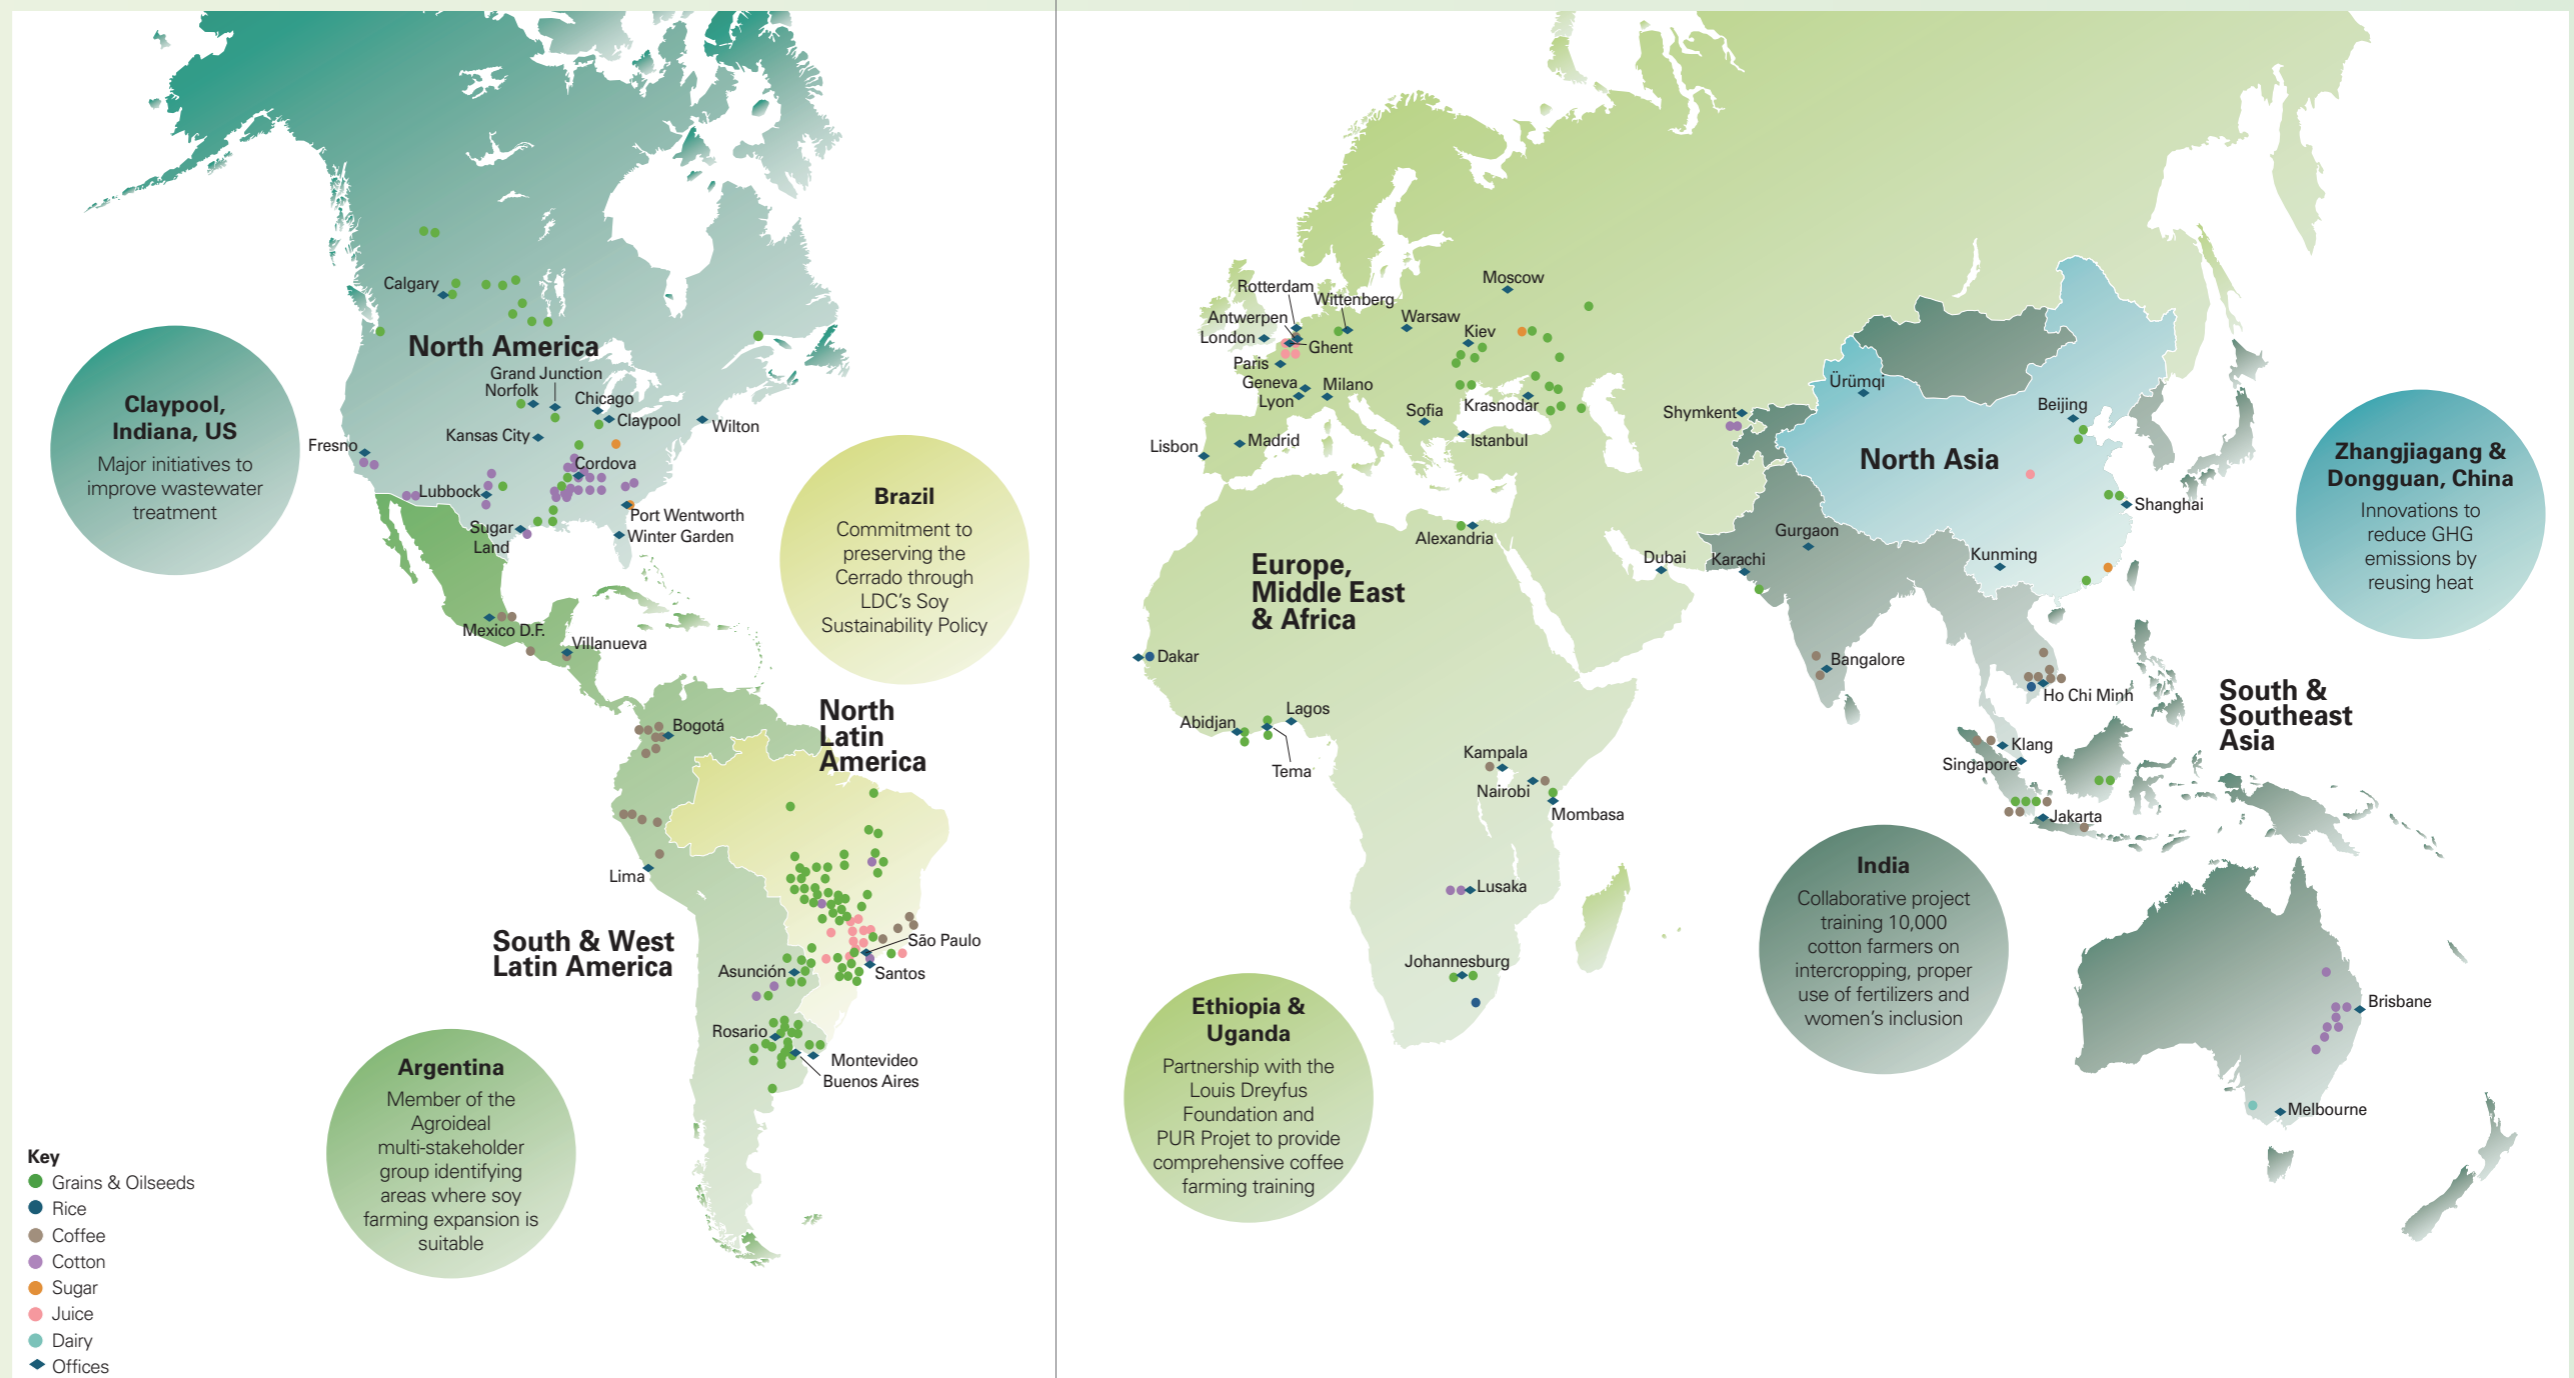 Calgary
North America
Grand Junction
Norfolk
Chicago
Claypool
Kansas City
Wilton
Fresno
Cordova
Lubbock
Sugar
Land
Port Wentworth
Winter Garden
Mexico D.F.
Villanueva
Claypool,
Indiana, US
Major initiatives to
improve wastewater
treatment
Brazil
Commitment to
preserving the
Cerrado through
LDC's Soy
Sustainability Policy
North
Latin
America
Bogotá
Lima
South & West
Latin America
São Paulo
Santos
Asunción
Rosario
Montevideo
Buenos Aires
Argentina
Member of the
Agroideal
multi-stakeholder
group identifying
areas where soy
farming expansion is
suitable
Key
Grains & Oilseeds
Rice
Coffee
Cotton
Sugar
Juice
Dairy
Offices
Moscow
Rotterdam
Wittenberg
Antwerpen
Warsaw
London
Kiev
Ghent
Paris
Geneva
Milano
Lyon
Sofia
Krasnodar
Lisbon
Madrid
Istanbul
Alexandria
Europe,
Middle East
& Africa
Dubai
Dakar
Abidjan
Lagos
Tema
Kampala
Nairobi
Mombasa
Lusaka
Johannesburg
Ethiopia &
Uganda
Partnership with the
Louis Dreyfus
Foundation and
PUR Projet to provide
comprehensive coffee
farming training
Shymkent
Ürümqi
Beijing
North Asia
Shanghai
Gurgaon
Karachi
Kunming
Zhangjiagang &
Dongguan, China
Innovations to
reduce GHG
emissions by
reusing heat
Bangalore
Ho Chi Minh
South &
Southeast
Asia
Klang
Singapore
Jakarta
India
Collaborative project
training 10,000
cotton farmers on
intercropping, proper
use of fertilizers and
women's inclusion
Brisbane
Melbourne